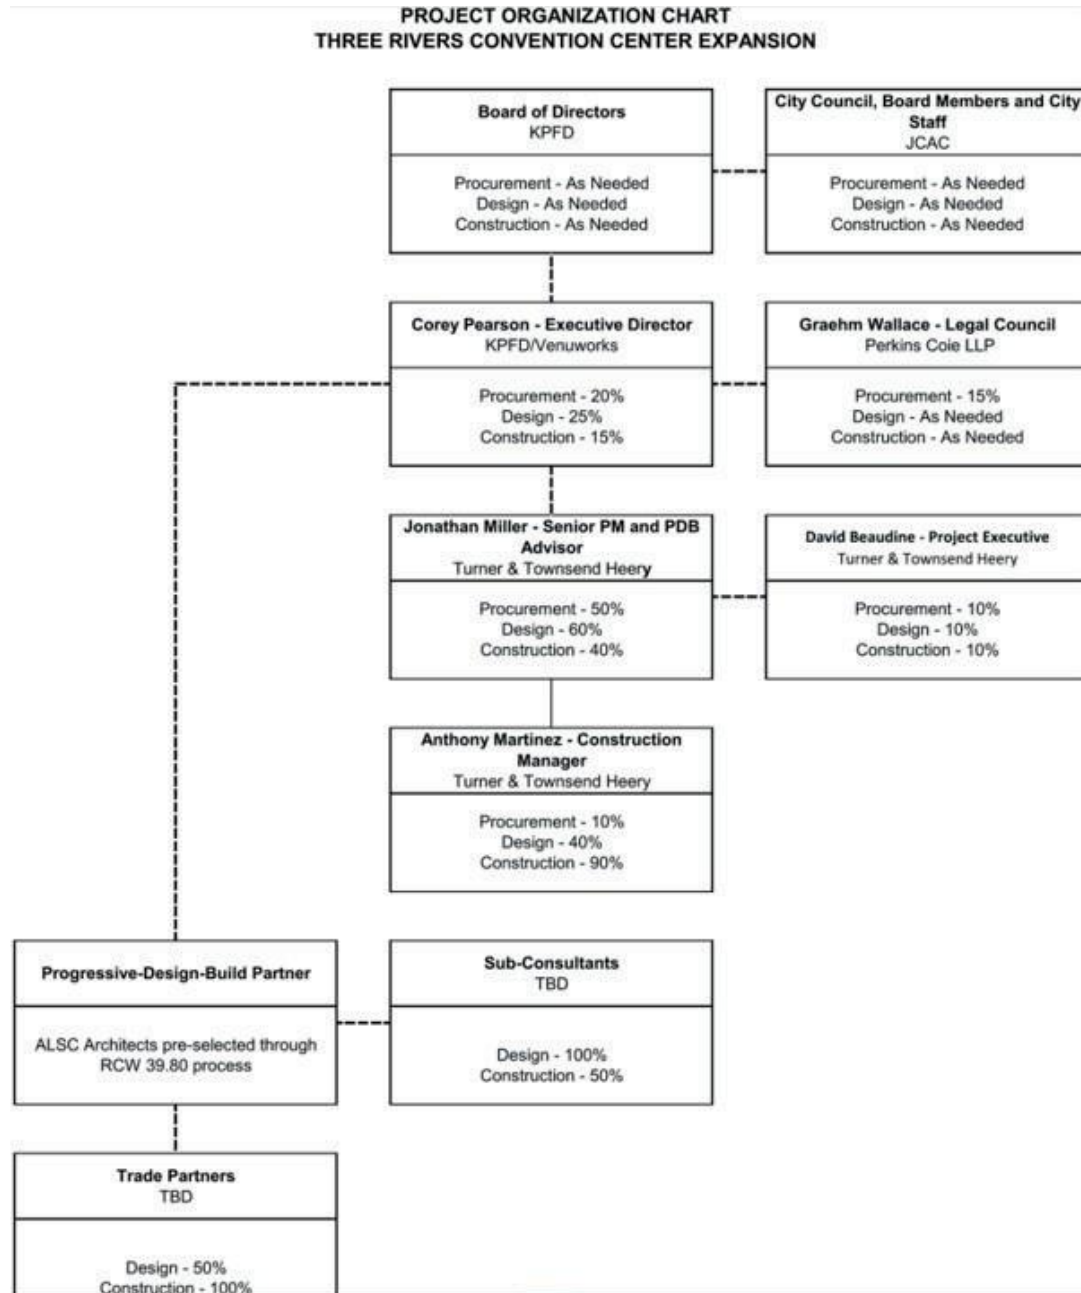 PROJECT ORGANIZATION CHART
THREE RIVERS CONVENTION CENTER EXPANSION
Board of Directors
KPFD
Procurement - As Needed
Design - As Needed
Construction - As Needed
City Council, Board Members and City
Staff
JCAC
Procurement - As Needed
Design - As Needed
Construction - As Needed
Corey Pearson - Executive Director
KPFD/Venuworks
Procurement - 20%
Design - 25%
Construction - 15%
Graehm Wallace - Legal Council
Perkins Coie LLP
Procurement - 15%
Design - As Needed
Construction - As Needed
Jonathan Miller - Senior PM and PDB
Advisor
Turner & Townsend Heery
Procurement - 50%
Design - 60%
Construction - 40%
David Beaudine - Project Executive
Turner & Townsend Heery
Procurement - 10%
Design - 10%
Construction - 10%
Anthony Martinez - Construction
Manager
Turner & Townsend Heery
Procurement - 10%
Design - 40%
Construction - 90%
Progressive-Design-Build Partner
ALSC Architects pre-selected through
RCW 39.80 process
Sub-Consultants
TBD
Design - 100%
Construction - 50%
Trade Partners
TBD
Design - 50%
Construction - 100%